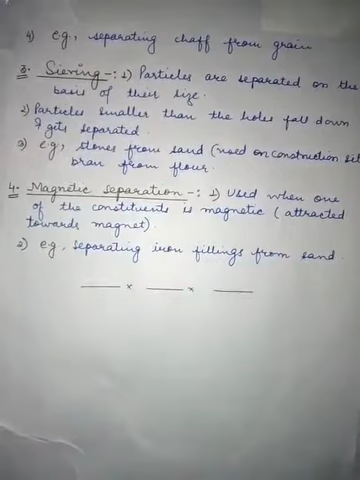 4) e.g., separating chaff from grain
3. Sieving -: 1) Particles are separated on the
basis of their size.
2) Particles smaller than the holes fall down
& gets separated.
3) e.g, stones from sand (used on construction sit
bran from flour.
4. Magnetic Separation -: 1) Used when one
of the constituents is magnetic (attracted
towards magnet).
2) e.g, separating iron fillings from sand.
——— × ——— × ———